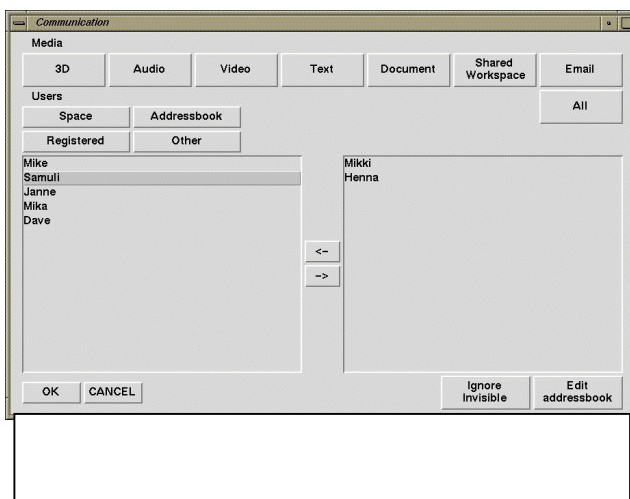 Communication
Media
3D Audio Video Text Document Shared Workspace Email
Users
All
Space Addressbook
Registered Other
Mike
Samuli
Janne
Mika
Dave
Mikki
Henna
<-
->
OK CANCEL
Ignore Invisible
Edit addressbook